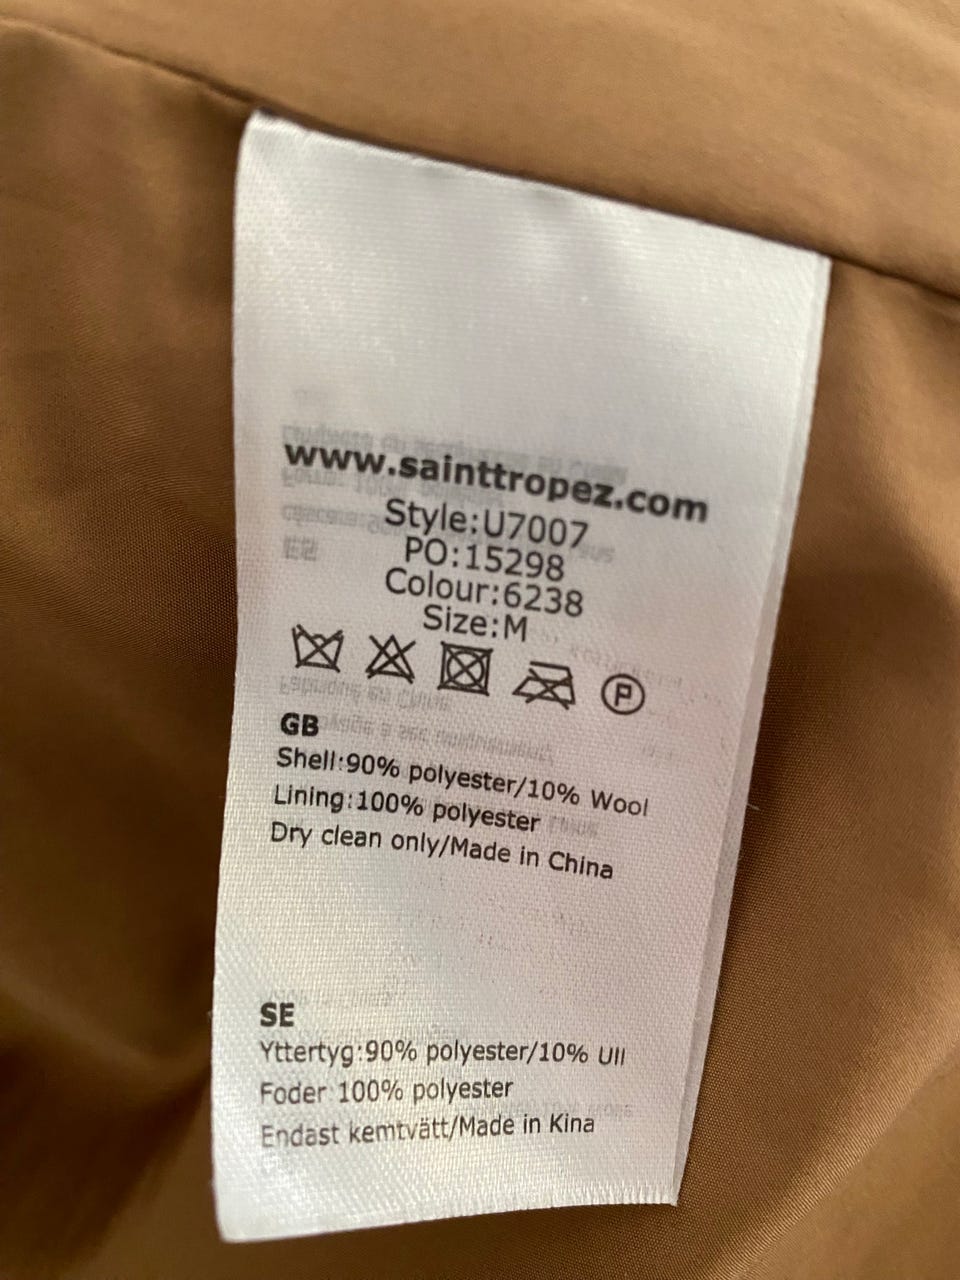 www.sainttropez.com
Style:U7007
PO:15298
Colour:6238
Size:M
P
GB
Shell:90% polyester/10% Wool
Lining:100% polyester
Dry clean only/Made in China
SE
Yttertyg:90% polyester/10% Ull
Foder 100% polyester
Endast kemtvätt/Made in Kina